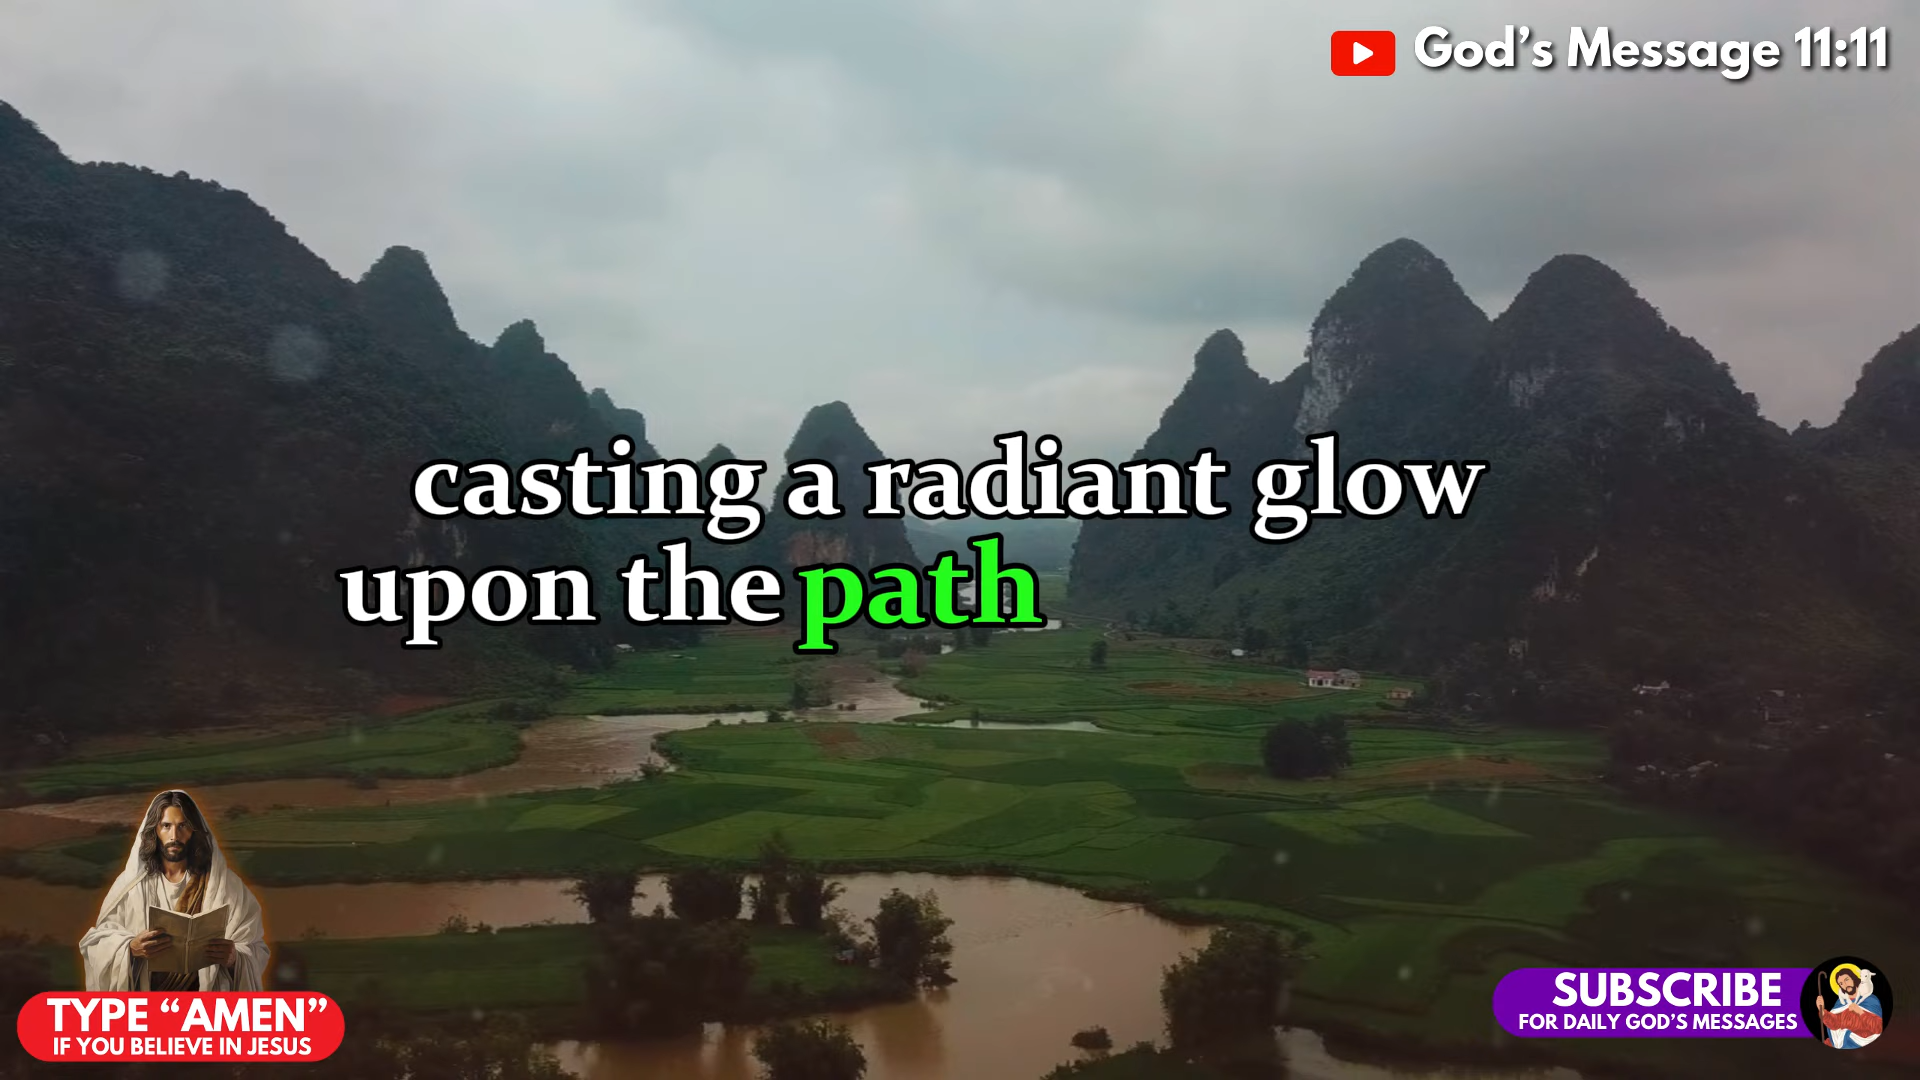 God’s Message 11:11
casting a radiant glow
upon the path
TYPE “AMEN”
IF YOU BELIEVE IN JESUS
SUBSCRIBE
FOR DAILY GOD’S MESSAGES